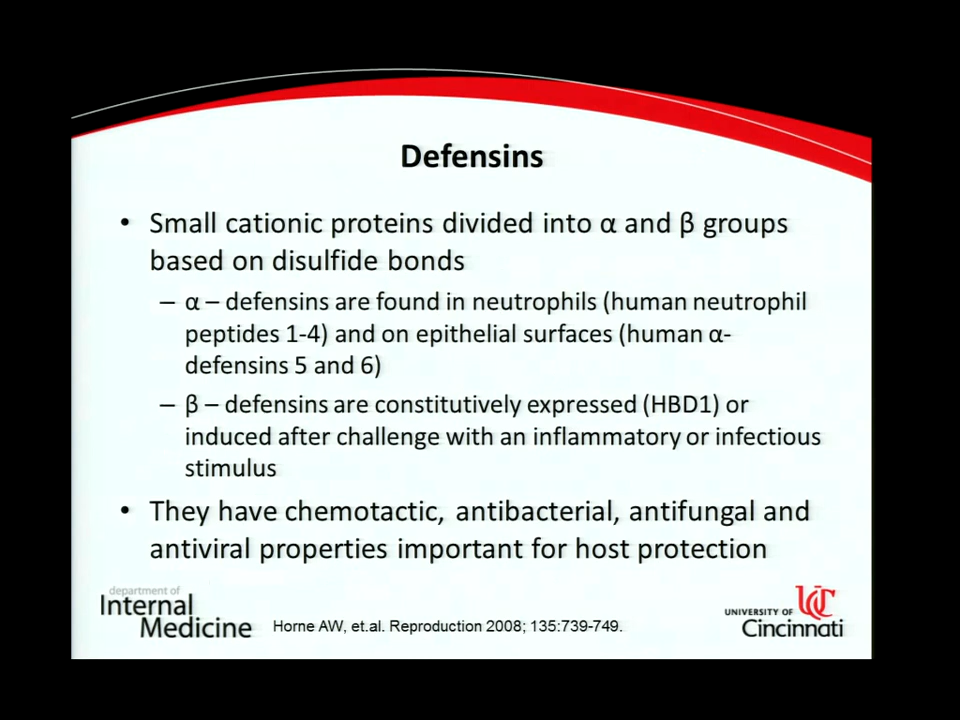 Defensins
• Small cationic proteins divided into α and β groups
based on disulfide bonds
– α – defensins are found in neutrophils (human neutrophil
peptides 1-4) and on epithelial surfaces (human α-
defensins 5 and 6)
– β – defensins are constitutively expressed (HBD1) or
induced after challenge with an inflammatory or infectious
stimulus
• They have chemotactic, antibacterial, antifungal and
antiviral properties important for host protection
department of
Internal
Medicine
Horne AW, et.al. Reproduction 2008; 135:739-749.
UNIVERSITY OF UC
Cincinnati